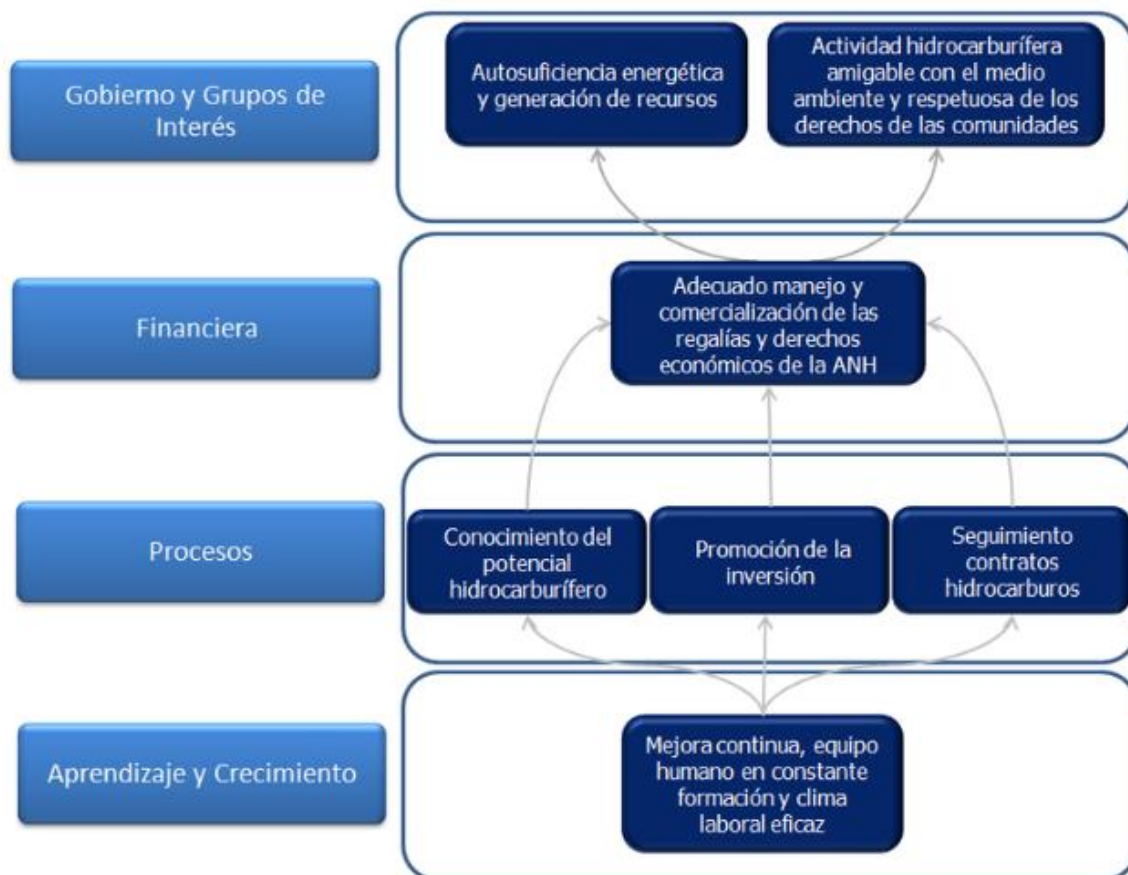 Gobierno y Grupos de
Interés
Autosuficiencia energética
y generación de recursos
Actividad hidrocarburífera
amigable con el medio
ambiente y respetuosa de los
derechos de las comunidades
Financiera
Adecuado manejo y
comercialización de las
regalías y derechos
económicos de la ANH
Procesos
Conocimiento del
potencial
hidrocarburífero
Promoción de la
inversión
Seguimiento
contratos
hidrocarburos
Aprendizaje y Crecimiento
Mejora continua, equipo
humano en constante
formación y clima
laboral eficaz